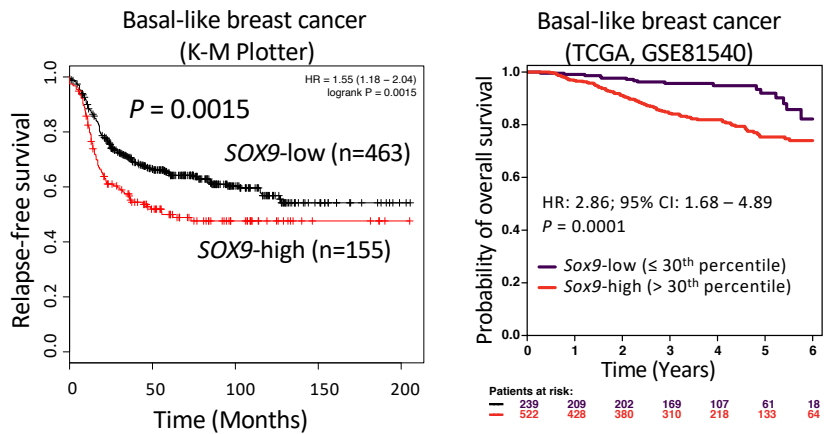 Basal-like breast cancer
(K-M Plotter)
HR = 1.55 (1.18 – 2.04)
logrank P = 0.0015
P = 0.0015
SOX9-low (n=463)
SOX9-high (n=155)
Relapse-free survival
1.0
0.8
0.6
0.4
0.2
0.0
0 50 100 150 200
Time (Months)
Basal-like breast cancer
(TCGA, GSE81540)
Probability of overall survival
1.0
0.8
0.6
0.4
0.2
0.0
HR: 2.86; 95% CI: 1.68 – 4.89
P = 0.0001
Sox9-low (≤ 30th percentile)
Sox9-high (> 30th percentile)
0 1 2 3 4 5 6
Time (Years)
Patients at risk:
239 209 202 169 107 61 18
522 428 380 310 218 133 64